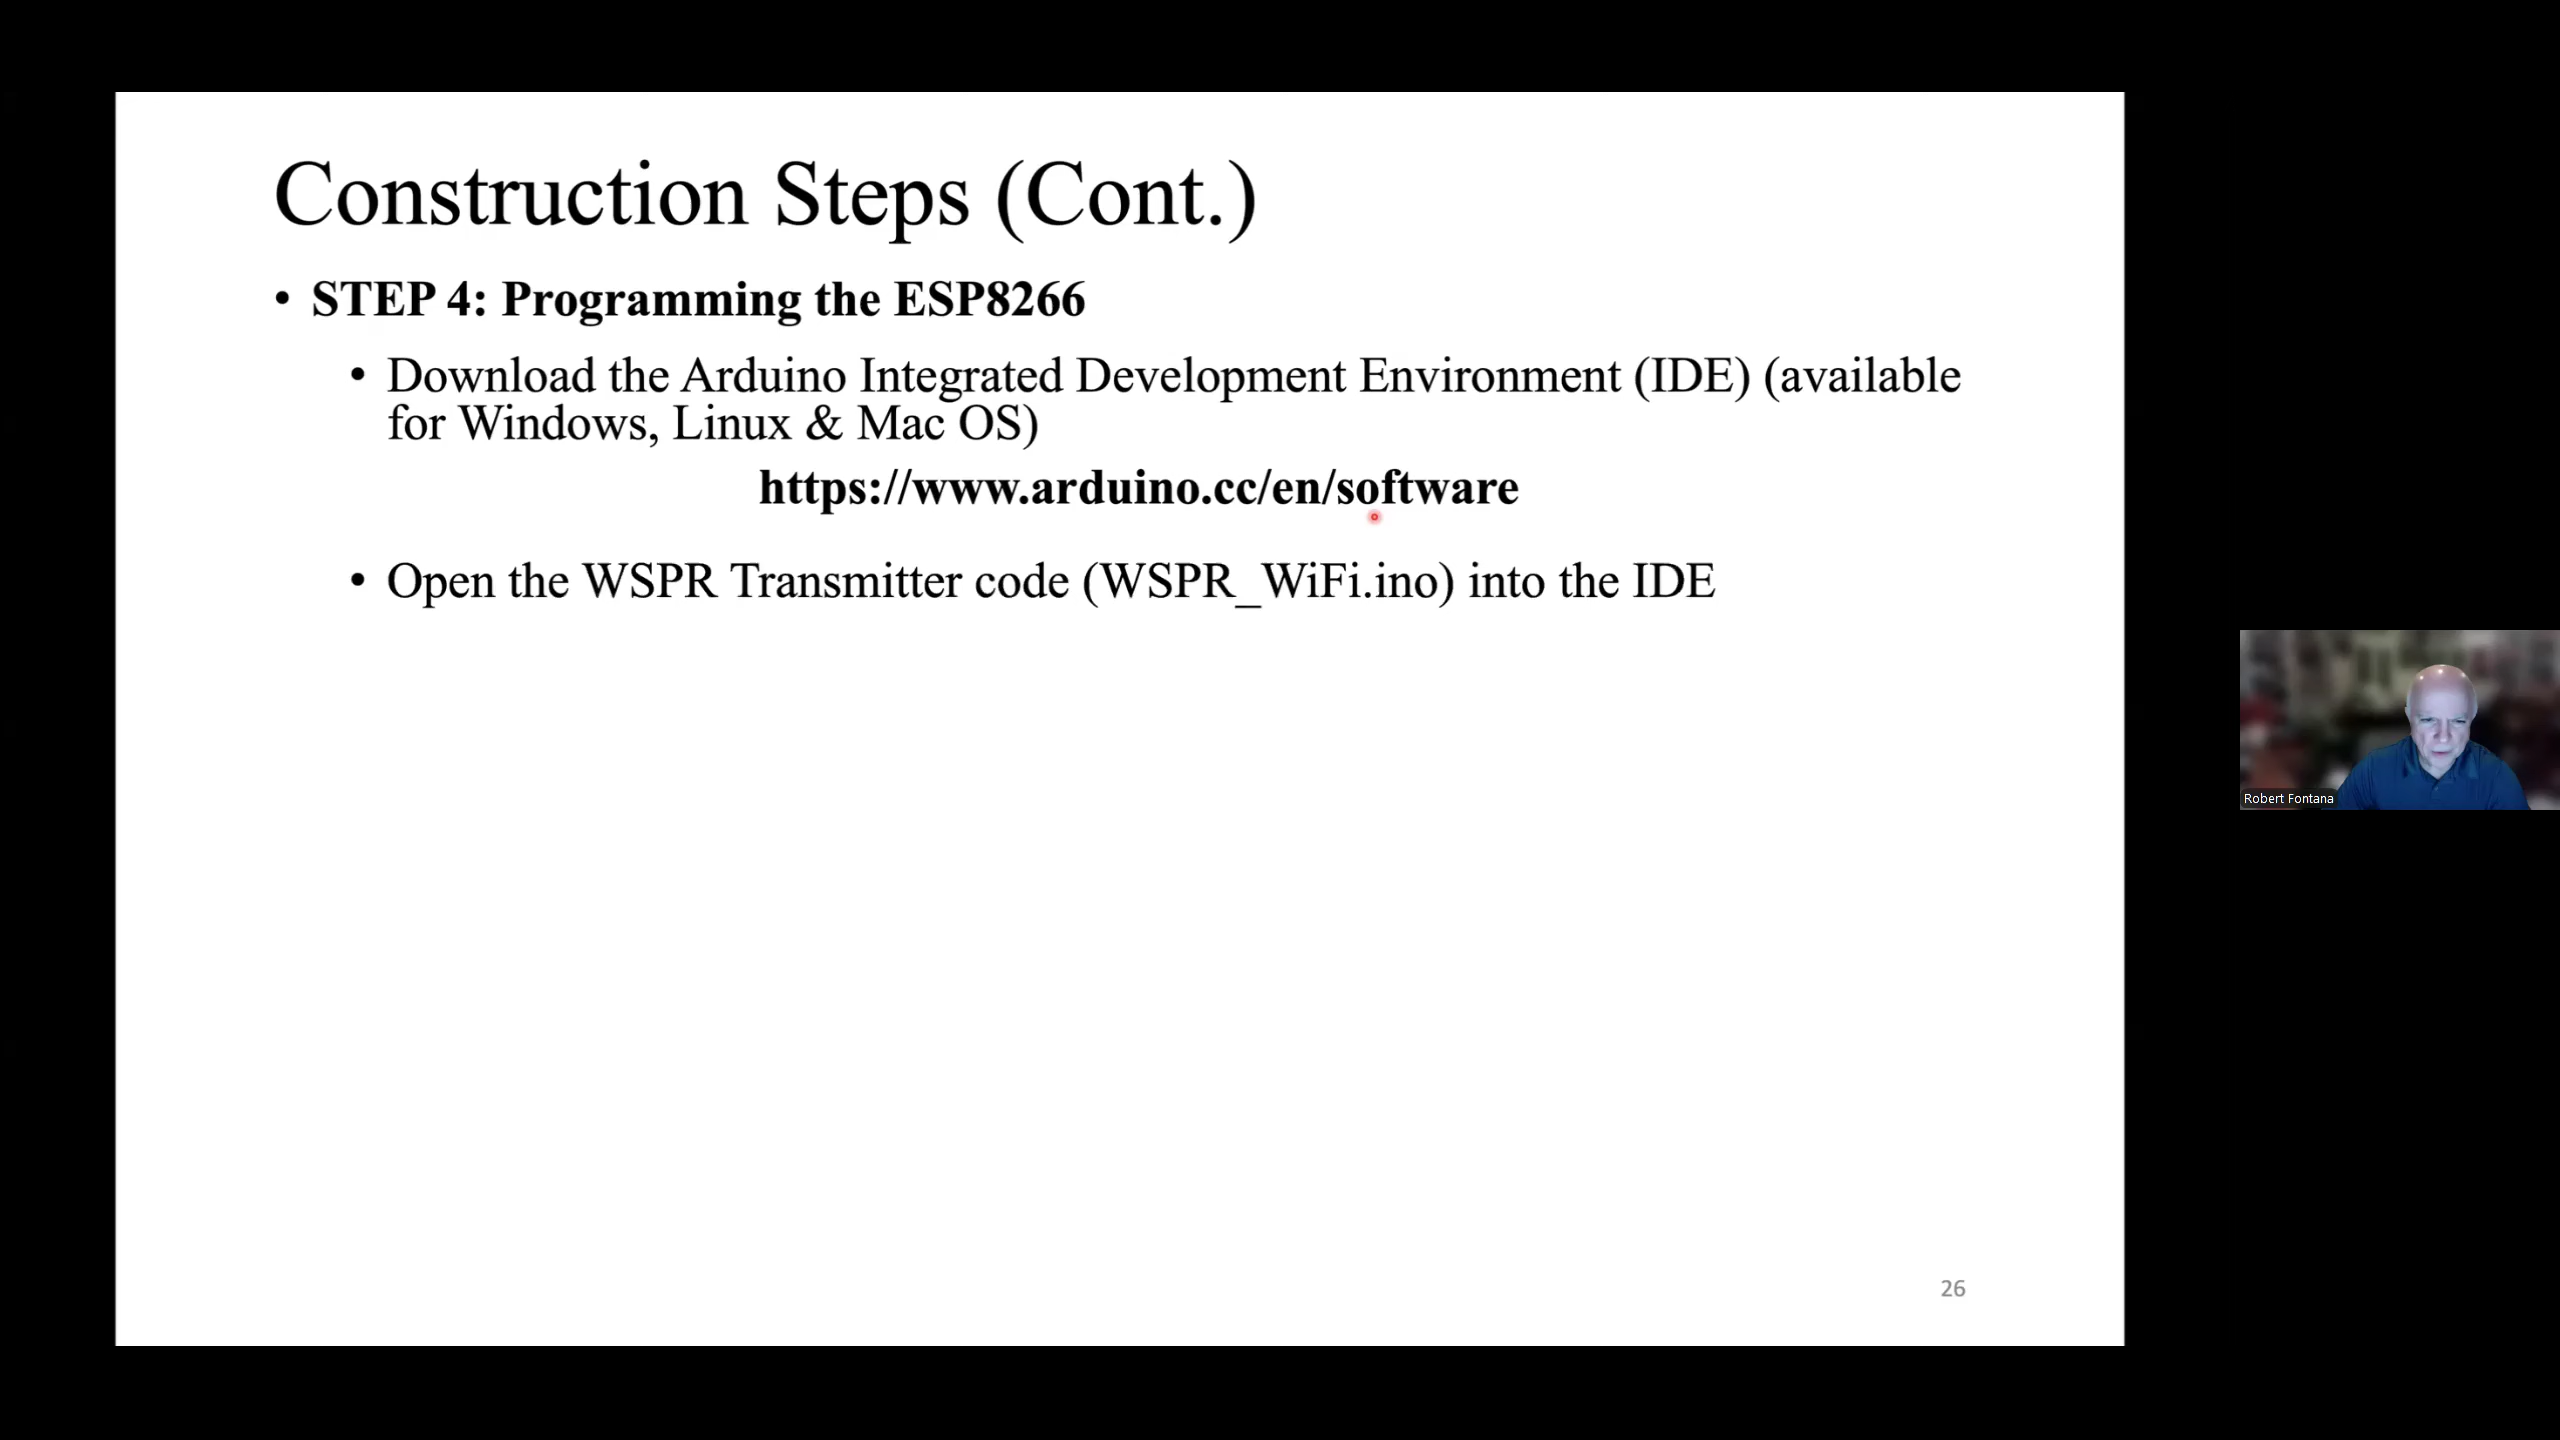 Construction Steps (Cont.)
• STEP 4: Programming the ESP8266
• Download the Arduino Integrated Development Environment (IDE) (available
for Windows, Linux & Mac OS)
https://www.arduino.cc/en/software
• Open the WSPR Transmitter code (WSPR_WiFi.ino) into the IDE
Robert Fontana
26